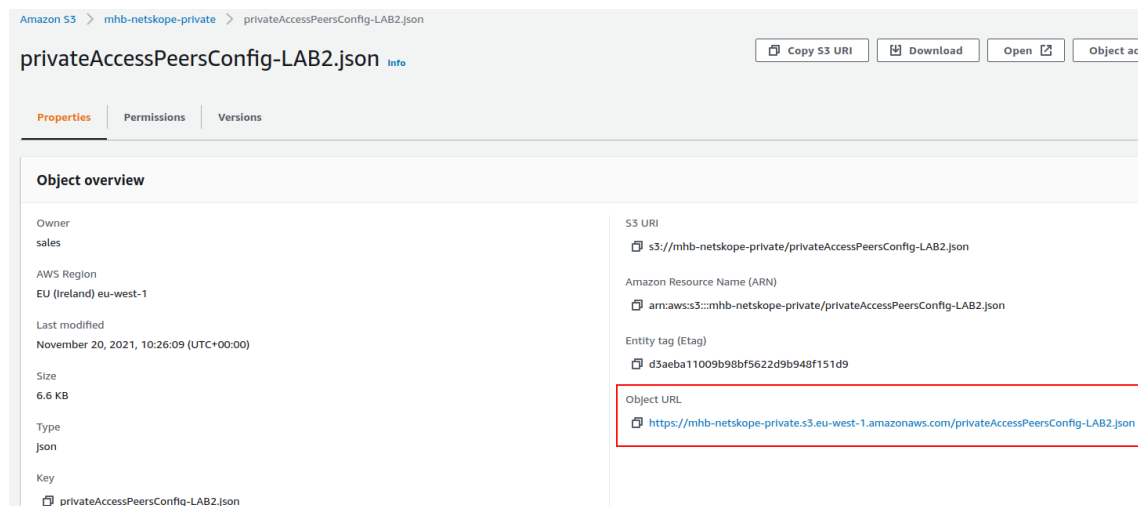 Amazon S3 > mhb-netskope-private > privateAccessPeersConfig-LAB2.json
privateAccessPeersConfig-LAB2.json Info
Copy S3 URI
Download
Open
Object ac
Properties
Permissions
Versions
Object overview
Owner
sales
AWS Region
EU (Ireland) eu-west-1
Last modified
November 20, 2021, 10:26:09 (UTC+00:00)
Size
6.6 KB
Type
json
Key
privateAccessPeersConfig-LAB2.json
S3 URI
s3://mhb-netskope-private/privateAccessPeersConfig-LAB2.json
Amazon Resource Name (ARN)
arn:aws:s3:::mhb-netskope-private/privateAccessPeersConfig-LAB2.json
Entity tag (Etag)
d3aeba11009b98bf5622d9b948f151d9
Object URL
https://mhb-netskope-private.s3.eu-west-1.amazonaws.com/privateAccessPeersConfig-LAB2.json